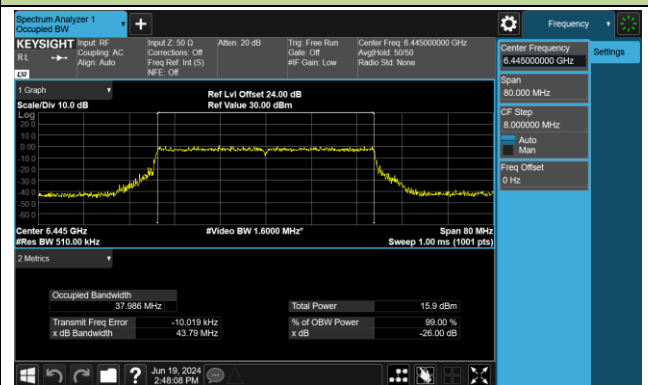 Spectrum Analyzer 1
Occupied BW
Frequency
KEYSIGHT
RL
LXI
Input: RF
Coupling: AC
Align: Auto
Input Z: 50 Ω
Corrections: Off
Freq Ref: Int (S)
NFE: Off
Atten: 20 dB
Trig: Free Run
Gate: Off
#IF Gain: Low
Center Freq: 6.445000000 GHz
Avg|Hold: 50/50
Radio Std: None
Center Frequency
6.445000000 GHz
Settings
Span
80.000 MHz
CF Step
8.000000 MHz
Auto
Man
Freq Offset
0 Hz
1 Graph
Scale/Div 10.0 dB
Ref Lvl Offset 24.00 dB
Ref Value 30.00 dBm
Log
20.0
10.0
0.00
-10.0
-20.0
-30.0
-40.0
-50.0
-60.0
Center 6.445 GHz
#Video BW 1.6000 MHz*
Span 80 MHz
#Res BW 510.00 kHz
Sweep 1.00 ms (1001 pts)
2 Metrics
Occupied Bandwidth
37.986 MHz
Total Power 15.9 dBm
Transmit Freq Error -10.019 kHz
% of OBW Power 99.00 %
x dB Bandwidth 43.79 MHz
x dB -26.00 dB
?
Jun 19, 2024
2:48:08 PM